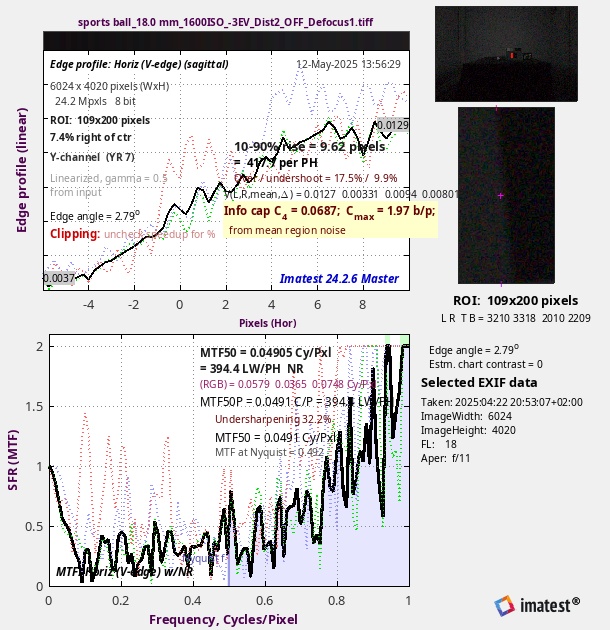 sports ball_18.0 mm_1600ISO_-3EV_Dist2_OFF_Defocus1.tiff
Edge profile: Horiz (V-edge) (sagittal)
12-May-2025 13:56:29
6024 x 4020 pixels (WxH)
24.2 Mpxls 8 bit
ROI: 109x200 pixels
7.4% right of ctr
Y-channel (YR 7)
Linearized, gamma = 0.5
from input
Edge angle = 2.79°
Clipping: uncheck Speedup for %
0.0129
10-90% rise = 9.62 pixels
per PH
Over / undershoot = 17.5% / 9.9%
(L,R,mean,Δ) = 0.0127 0.00331 0.0054 0.00801
Info cap C4 = 0.0687; Cmax = 1.97 b/p;
from mean region noise
0.0037
Imatest 24.2.6 Master
Edge profile (linear)
-4 -2 0 2 4 6 8
Pixels (Hor)
ROI: 109x200 pixels
L R T B = 3210 3318 2010 2209
Edge angle = 2.79°
Estm. chart contrast = 0
Selected EXIF data
Taken: 2025:04:22 20:53:07+02:00
ImageWidth: 6024
ImageHeight: 4020
FL: 18
Aper: f/11
MTF50 = 0.04905 Cy/Pxl
= 394.4 LW/PH NR
(RGB) = 0.0579 0.0365 0.0748 Cy/Pxl
MTF50P = 0.0491 C/P = 394.4 LW/PH
Undersharpening 32.2%
MTF50 = 0.0491 Cy/Pxl
MTF at Nyquist = 0.492
SFR (MTF)
2
1.5
1
0.5
0
Nyquist f
MTF: Horiz (V-edge) w/NR
0 0.2 0.4 0.6 0.8 1
Frequency, Cycles/Pixel
imatest®